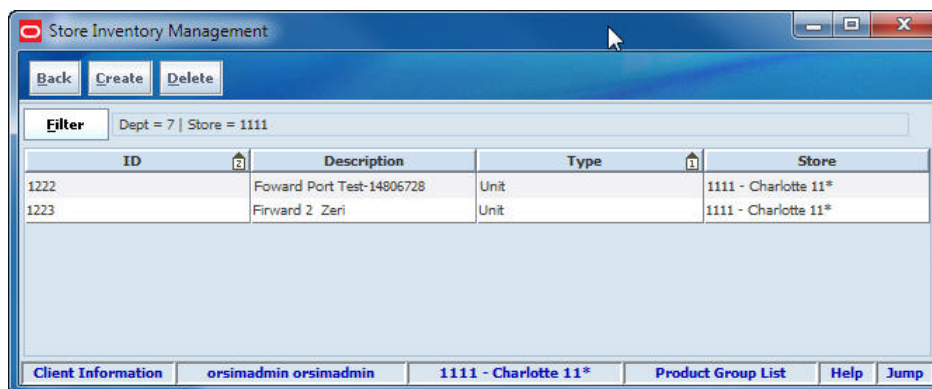 Store Inventory Management
Back Create Delete
Filter Dept = 7 | Store = 1111
ID 2 Description Type 1 Store
1222 Foward Port Test-14806728 Unit 1111 - Charlotte 11*
1223 Firward 2 Zeri Unit 1111 - Charlotte 11*
Client Information orsimadmin orsimadmin 1111 - Charlotte 11* Product Group List Help Jump